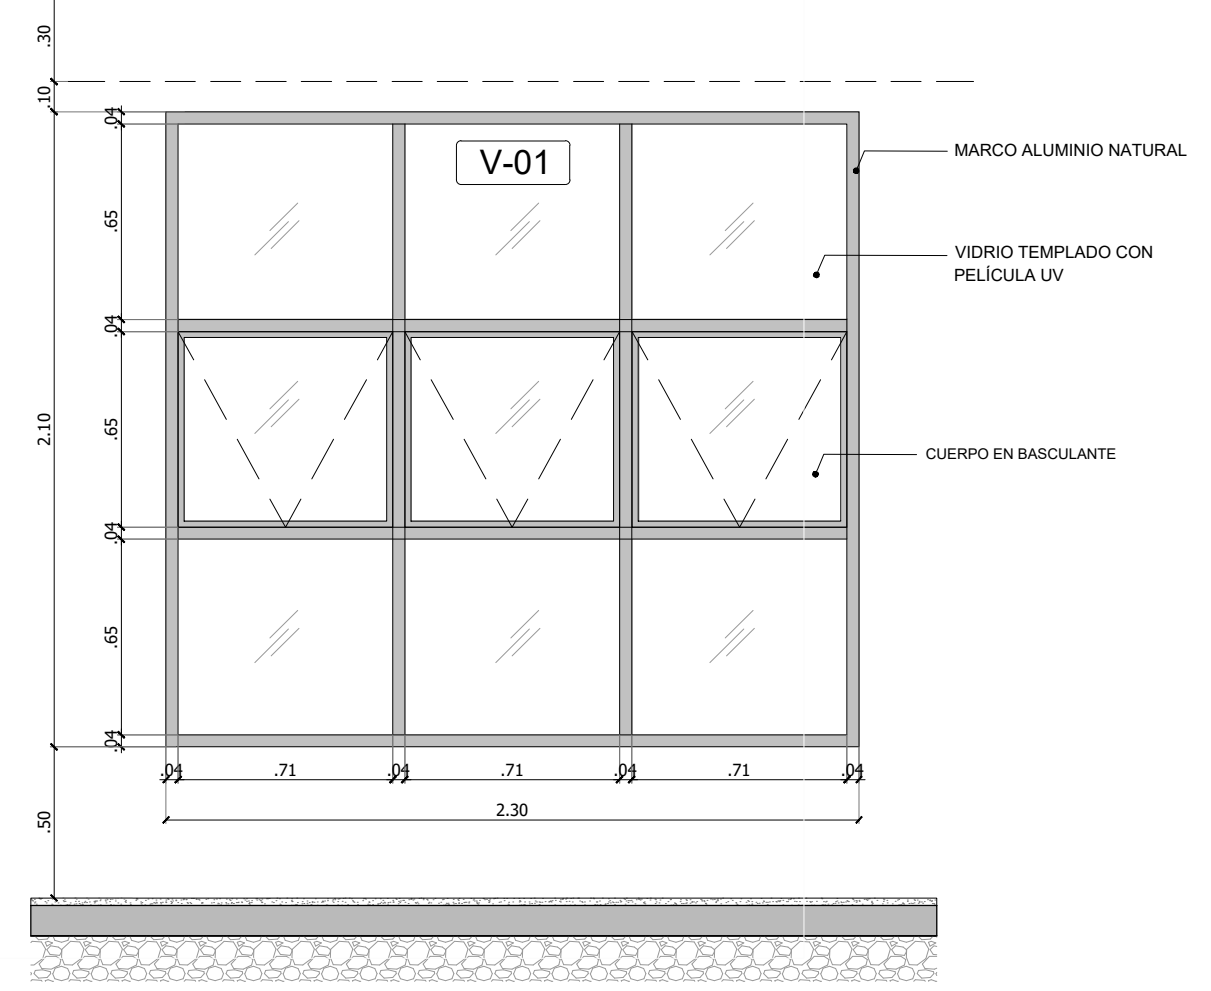 .30
.10
.04
V-01
MARCO ALUMINIO NATURAL
.65
VIDRIO TEMPLADO CON
PELÍCULA UV
.04
2.10
.65
CUERPO EN BASCULANTE
.04
.65
.04
.04 .71 .04 .71 .04 .71 .04
2.30
.50